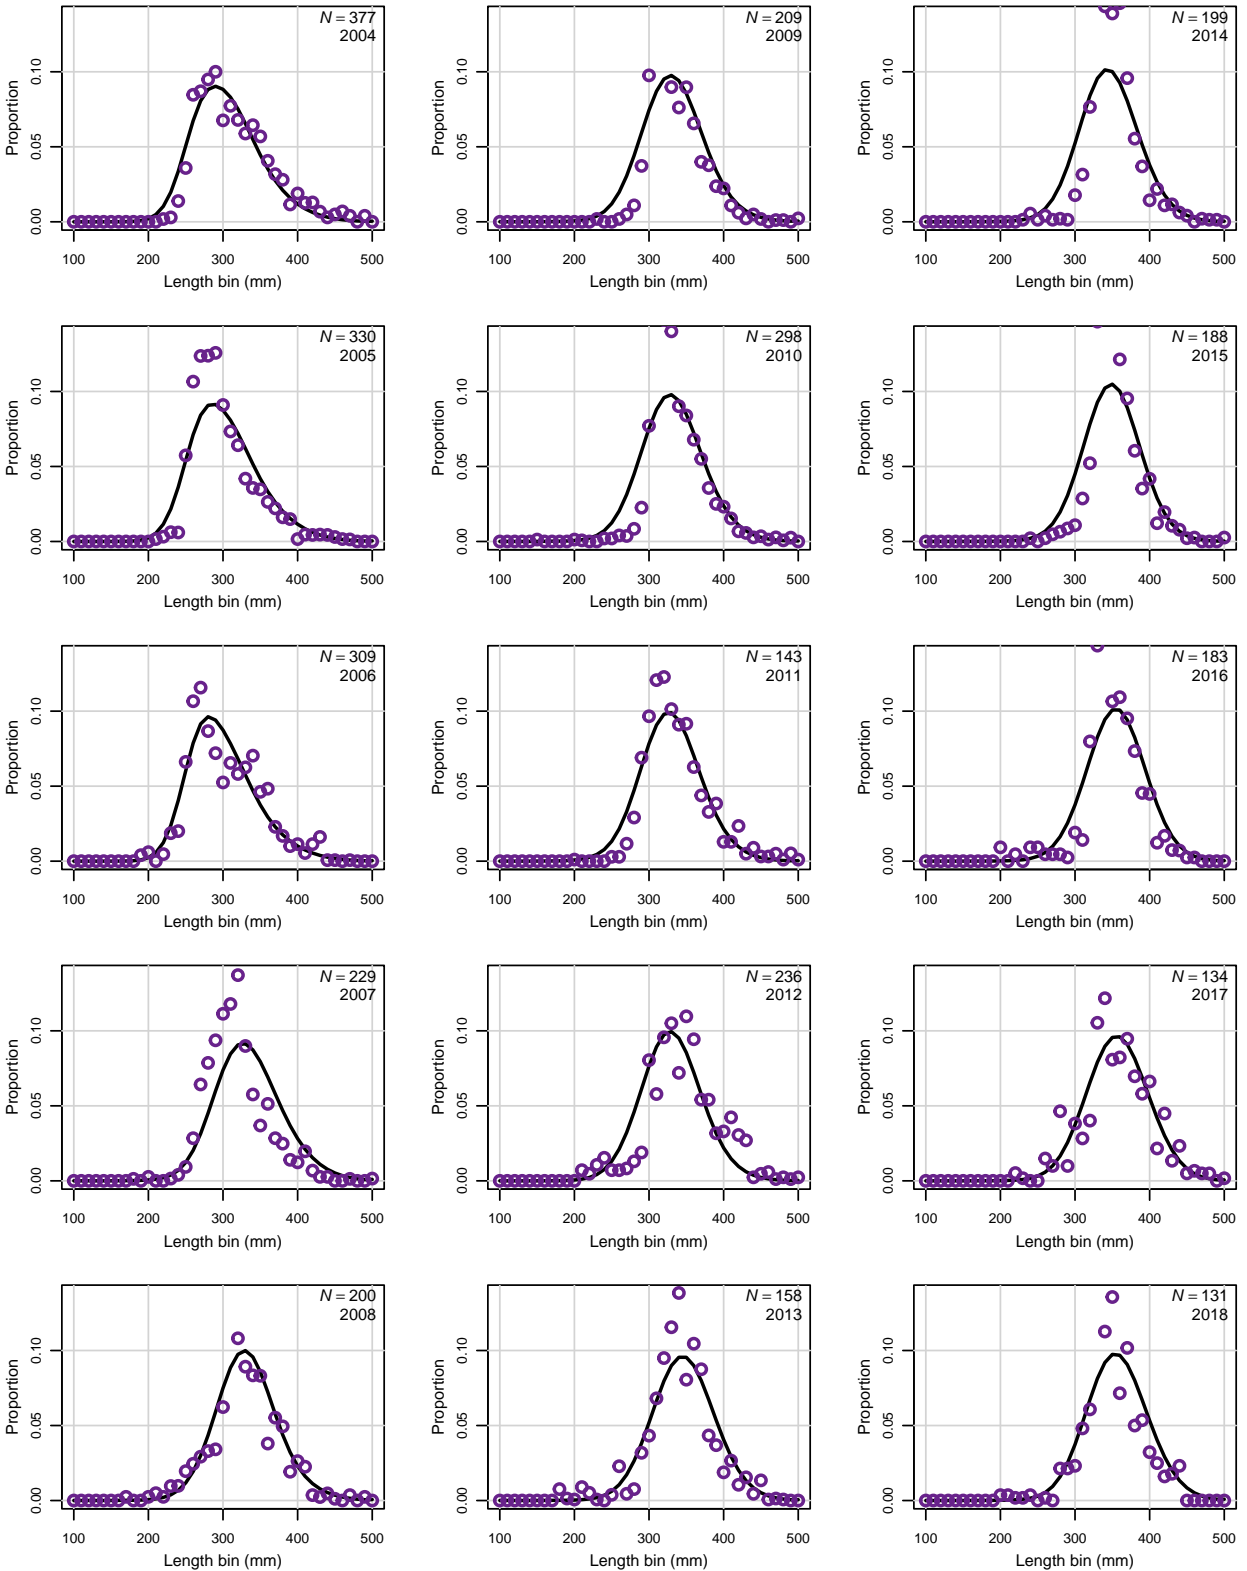 N = 377
2004
Proportion
0.00 0.05 0.10
100 200 300 400 500
Length bin (mm)
N = 209
2009
Proportion
0.00 0.05 0.10
100 200 300 400 500
Length bin (mm)
N = 199
2014
Proportion
0.00 0.05 0.10
100 200 300 400 500
Length bin (mm)
N = 330
2005
Proportion
0.00 0.05 0.10
100 200 300 400 500
Length bin (mm)
N = 298
2010
Proportion
0.00 0.05 0.10
100 200 300 400 500
Length bin (mm)
N = 188
2015
Proportion
0.00 0.05 0.10
100 200 300 400 500
Length bin (mm)
N = 309
2006
Proportion
0.00 0.05 0.10
100 200 300 400 500
Length bin (mm)
N = 143
2011
Proportion
0.00 0.05 0.10
100 200 300 400 500
Length bin (mm)
N = 183
2016
Proportion
0.00 0.05 0.10
100 200 300 400 500
Length bin (mm)
N = 229
2007
Proportion
0.00 0.05 0.10
100 200 300 400 500
Length bin (mm)
N = 236
2012
Proportion
0.00 0.05 0.10
100 200 300 400 500
Length bin (mm)
N = 134
2017
Proportion
0.00 0.05 0.10
100 200 300 400 500
Length bin (mm)
N = 200
2008
Proportion
0.00 0.05 0.10
100 200 300 400 500
Length bin (mm)
N = 158
2013
Proportion
0.00 0.05 0.10
100 200 300 400 500
Length bin (mm)
N = 131
2018
Proportion
0.00 0.05 0.10
100 200 300 400 500
Length bin (mm)